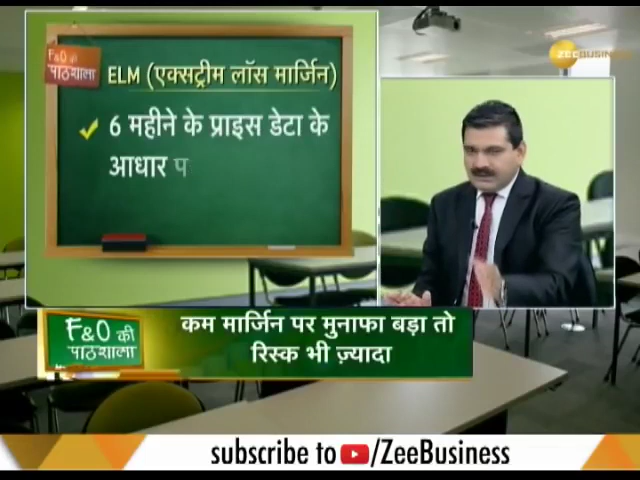 F&O की
पाठशाला
ELM (एक्सट्रीम लॉस मार्जिन)
6 महीने के प्राइस डेटा के
आधार प
ZEEBUSINESS
F&O की
पाठशाला
कम मार्जिन पर मुनाफा बड़ा तो
रिस्क भी ज़्यादा
subscribe to /ZeeBusiness